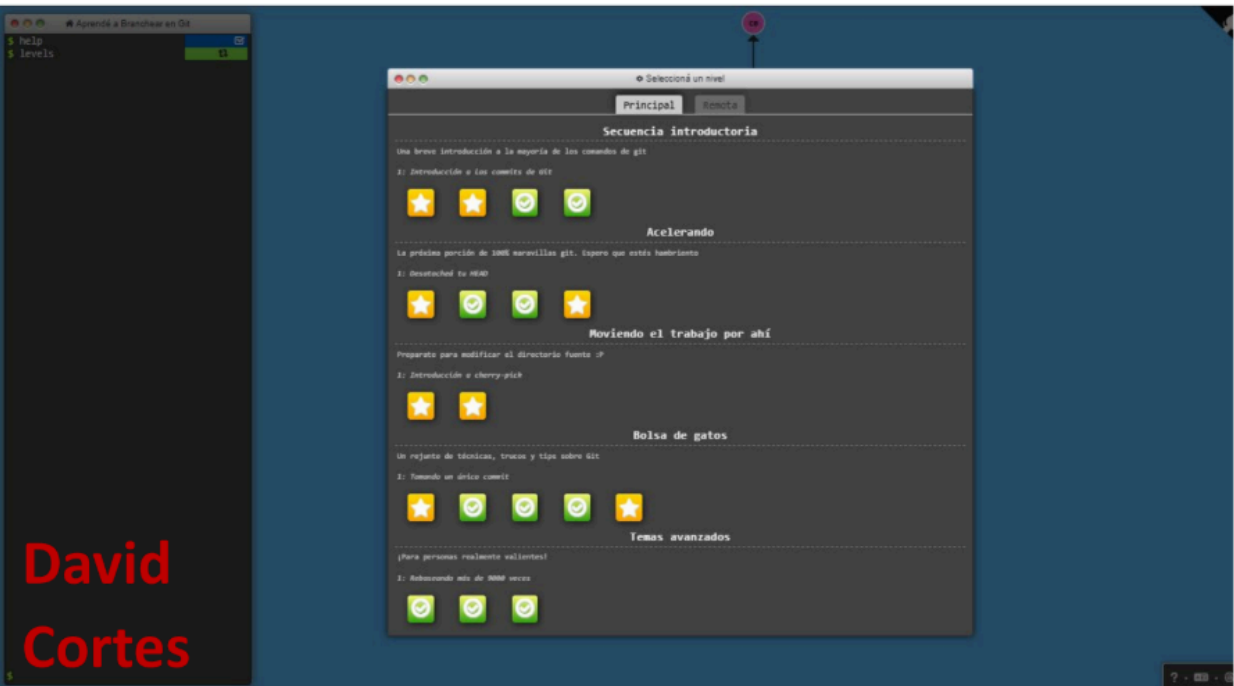 Aprendé a Branchear en Git
$ help
$ levels
C0
Seleccioná un nivel
Principal Remota
Secuencia introductoria
Una breve introducción a la mayoría de los comandos de git
1: Introducción a los commits de Git
Acelerando
La próxima porción de 100% maravillas git. Espero que estés hambriento
1: Desatacheá tu HEAD
Moviendo el trabajo por ahí
Preparate para modificar el directorio fuente :P
1: Introducción a cherry-pick
Bolsa de gatos
Un rejunte de técnicas, trucos y tips sobre Git
1: Tomando un único commit
Temas avanzados
¡Para personas realmente valientes!
1: Rebaseando más de 9000 veces
David
Cortes
$
?